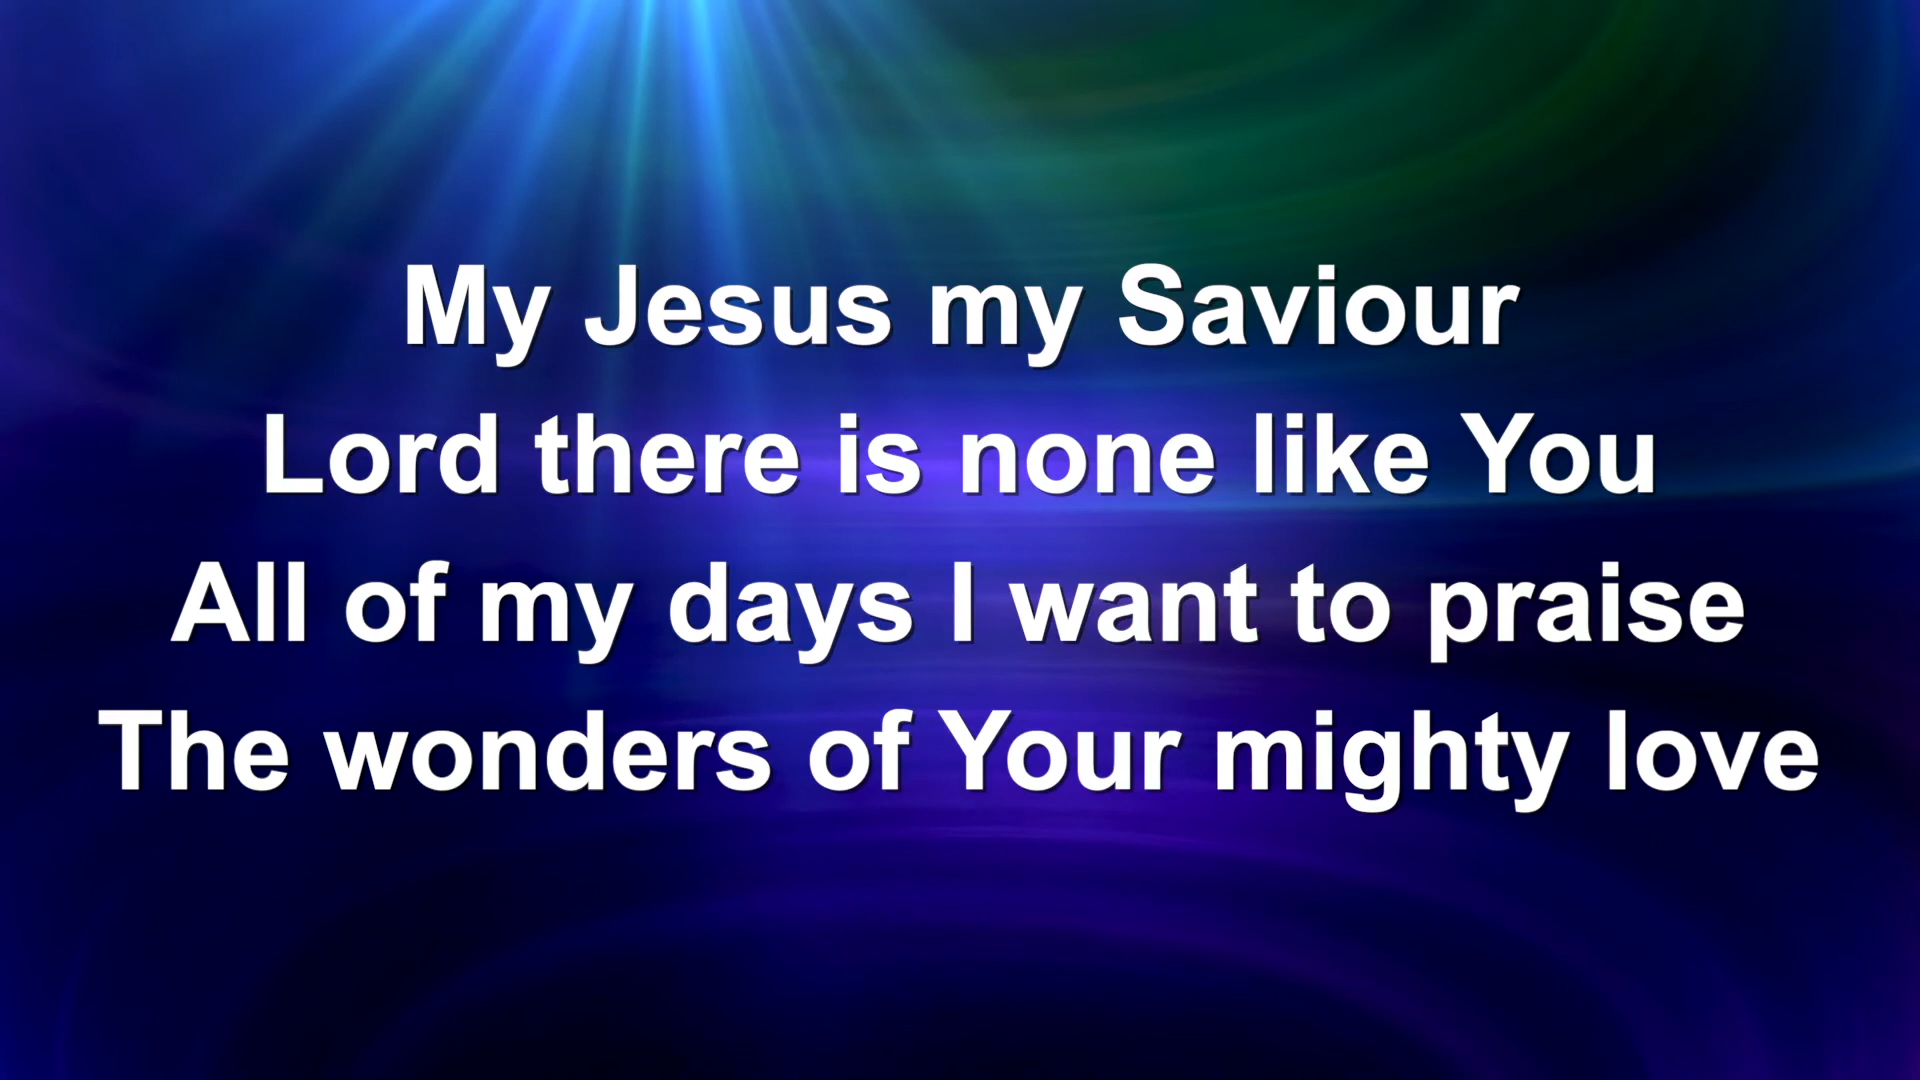 My Jesus my Saviour
Lord there is none like You
All of my days I want to praise
The wonders of Your mighty love